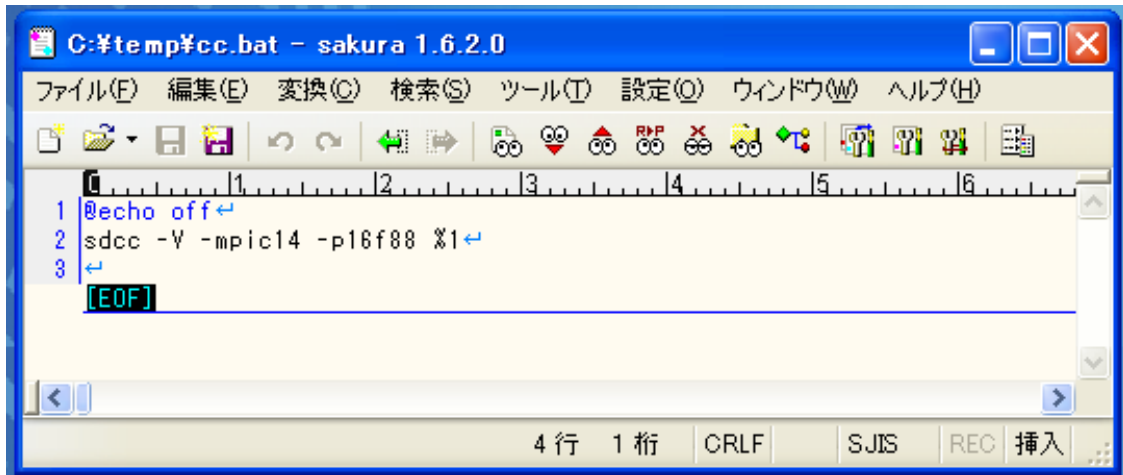 C:¥temp¥cc.bat - sakura 1.6.2.0
ファイル(F) 編集(E) 変換(C) 検索(S) ツール(T) 設定(O) ウィンドウ(W) ヘルプ(H)
0 1 2 3 4 5 6
1 @echo off↵
2 sdcc -V -mpic14 -p16f88 %1↵
3 ↵
[EOF]
4 行 1 桁 CRLF SJIS REC 挿入